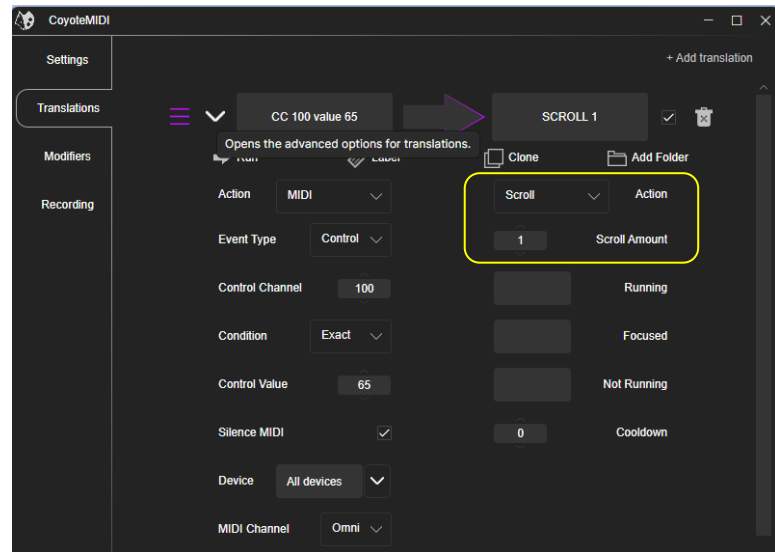 CoyoteMIDI
Settings
+ Add translation
Translations
CC 100 value 65
SCROLL 1
Opens the advanced options for translations.
Run
Label
Clone
Add Folder
Modifiers
Action MIDI
Scroll Action
Recording
Event Type Control
1 Scroll Amount
Control Channel 100
Running
Condition Exact
Focused
Control Value 65
Not Running
Silence MIDI
0 Cooldown
Device All devices
MIDI Channel Omni